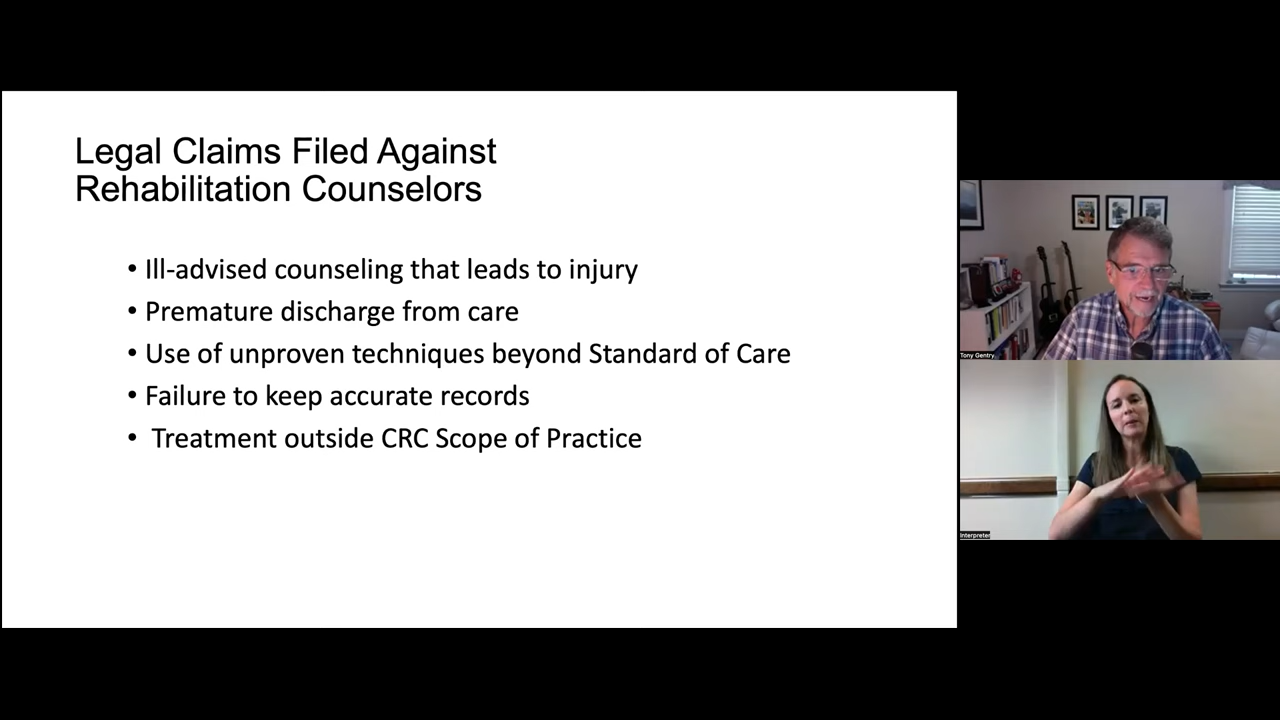 Legal Claims Filed Against
Rehabilitation Counselors
• Ill-advised counseling that leads to injury
• Premature discharge from care
• Use of unproven techniques beyond Standard of Care
• Failure to keep accurate records
• Treatment outside CRC Scope of Practice
Tony Gentry
Interpreter